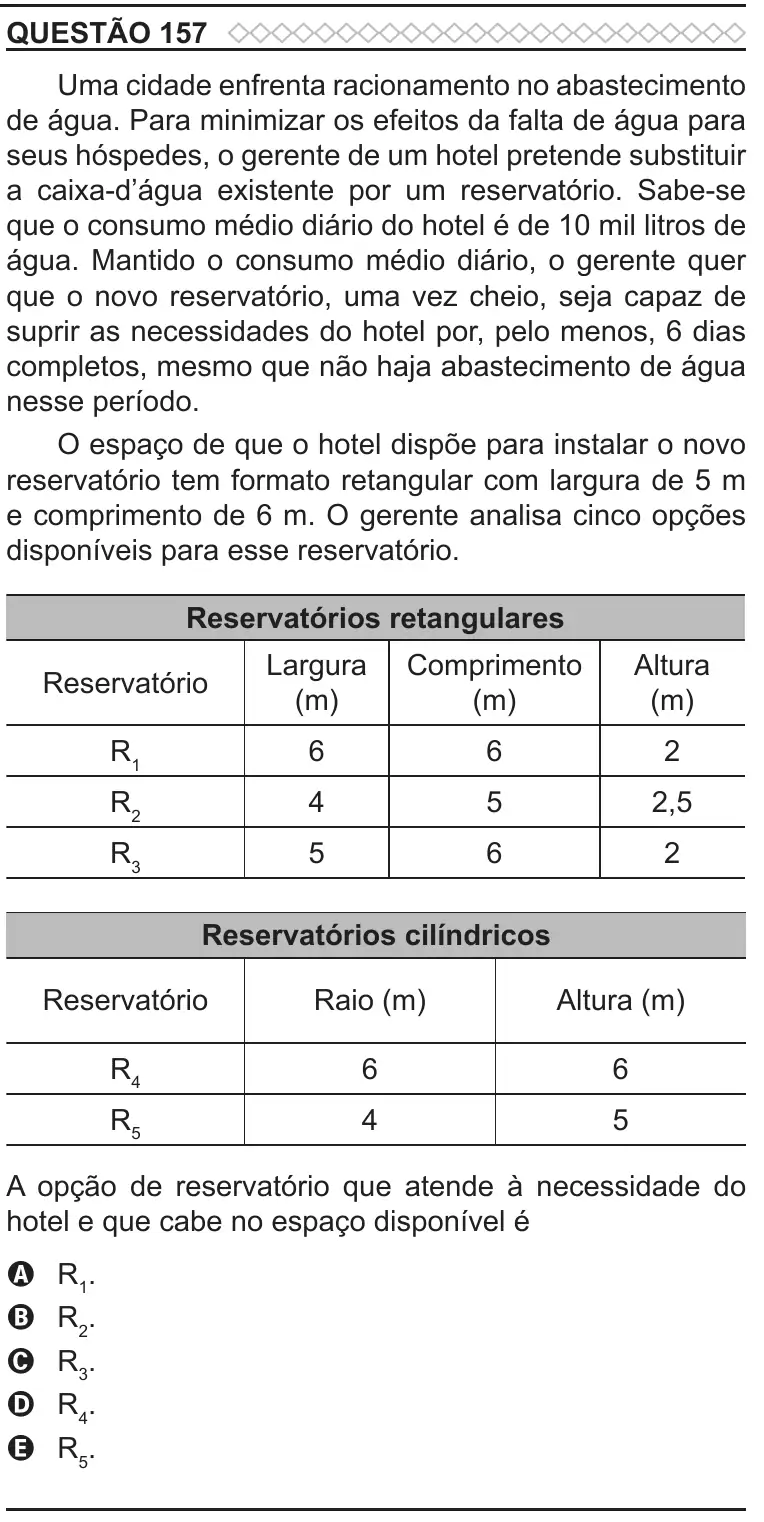 QUESTÃO 157
Uma cidade enfrenta racionamento no abastecimento
de água. Para minimizar os efeitos da falta de água para
seus hóspedes, o gerente de um hotel pretende substituir
a caixa-d’água existente por um reservatório. Sabe-se
que o consumo médio diário do hotel é de 10 mil litros de
água. Mantido o consumo médio diário, o gerente quer
que o novo reservatório, uma vez cheio, seja capaz de
suprir as necessidades do hotel por, pelo menos, 6 dias
completos, mesmo que não haja abastecimento de água
nesse período.
O espaço de que o hotel dispõe para instalar o novo
reservatório tem formato retangular com largura de 5 m
e comprimento de 6 m. O gerente analisa cinco opções
disponíveis para esse reservatório.
Reservatórios retangulares
Reservatório Largura (m) Comprimento (m) Altura (m)
R1 6 6 2
R2 4 5 2,5
R3 5 6 2
Reservatórios cilíndricos
Reservatório Raio (m) Altura (m)
R4 6 6
R5 4 5
A opção de reservatório que atende à necessidade do
hotel e que cabe no espaço disponível é
A R1.
B R2.
C R3.
D R4.
E R5.